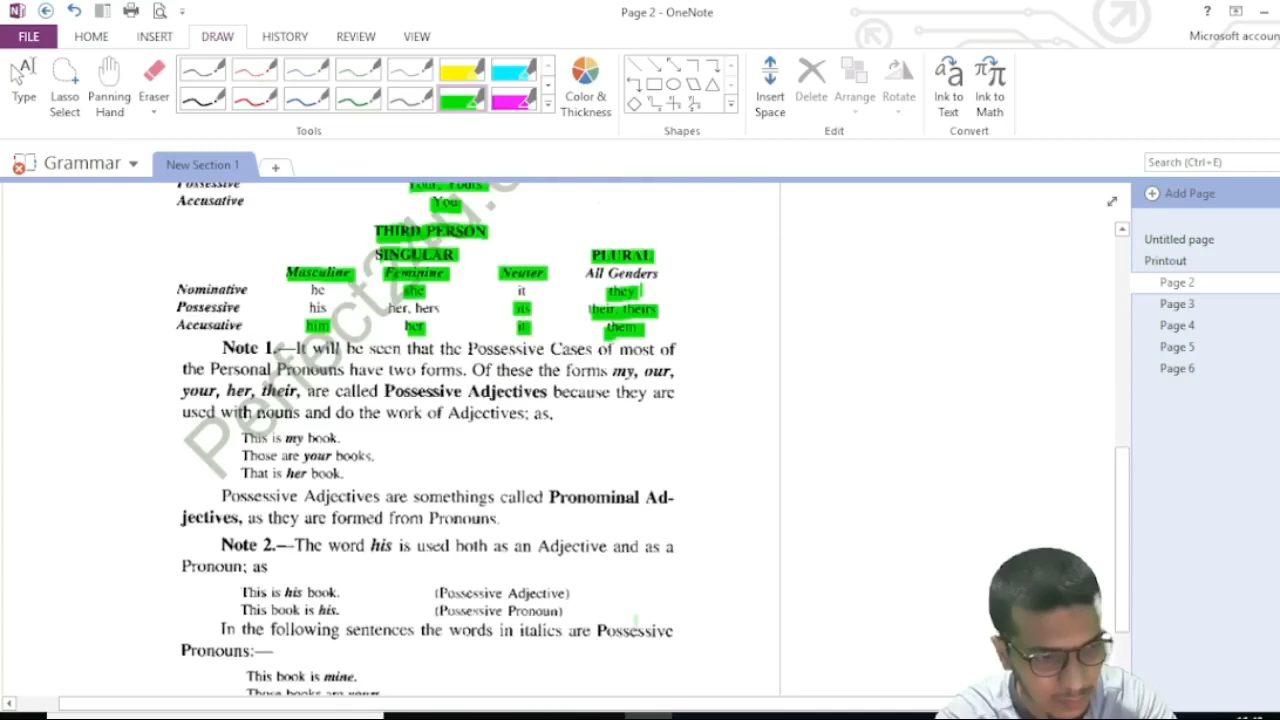 Page 2 - OneNote
?
FILE HOME INSERT DRAW HISTORY REVIEW VIEW
Microsoft accoun
Type Lasso Select Panning Hand Eraser
Color & Thickness
Insert Space Delete Arrange Rotate
Ink to Text Ink to Math
Tools Shapes Edit Convert
Grammar New Section 1 +
Search (Ctrl+E)
Add Page
Untitled page
Printout
Page 2
Page 3
Page 4
Page 5
Page 6
Possessive Your, Yours
Accusative You
THIRD PERSON
SINGULAR PLURAL
Masculine Feminine Neuter All Genders
Nominative he she it they
Possessive his her, hers its their, theirs
Accusative him her it them
Note 1.—It will be seen that the Possessive Cases of most of
the Personal Pronouns have two forms. Of these the forms my, our,
your, her, their, are called Possessive Adjectives because they are
used with nouns and do the work of Adjectives; as,
This is my book.
Those are your books.
That is her book.
Possessive Adjectives are somethings called Pronominal Ad-
jectives, as they are formed from Pronouns.
Note 2.—The word his is used both as an Adjective and as a
Pronoun; as
This is his book. (Possessive Adjective)
This book is his. (Possessive Pronoun)
In the following sentences the words in italics are Possessive
Pronouns:—
This book is mine.
Those books are yours